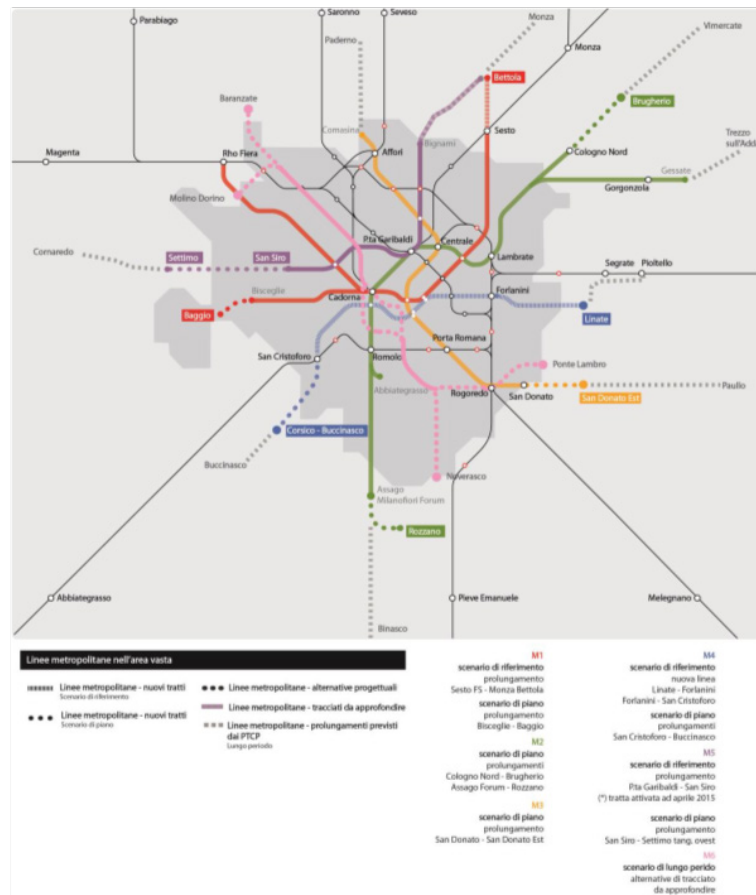 Saronno
Seveso
Parabiago
Monza
Vimercate
Paderno
Monza
Bettola
Baranzate
Brugherio
Comasina
Sesto
Bignami
Trezzo
sull'Adda
Magenta
Rho Fiera
Affori
Cologno Nord
Gessate
Gorgonzola
Molino Dorino
P.ta Garibaldi
Centrale
Cornaredo
Settimo
San Siro
Lambrate
Segrate
Pioltello
Bisceglie
Cadorna
Forlanini
Baggio
Linate
San Cristoforo
Romolo
Porta Romana
Abbiategrasso
Ponte Lambro
Rogoredo
San Donato
San Donato Est
Paullo
Corsico - Buccinasco
Buccinasco
Noverasco
Assago
Milanofiori Forum
Rozzano
Abbiategrasso
Pieve Emanuele
Melegnano
Binasco
Linee metropolitane nell'area vasta
Linee metropolitane - nuovi tratti
Scenario di riferimento
Linee metropolitane - nuovi tratti
Scenario di piano
Linee metropolitane - alternative progettuali
Linee metropolitane - tracciati da approfondire
Linee metropolitane - prolungamenti previsti
dai PTCP
Lungo periodo
M1
scenario di riferimento
prolungamento
Sesto FS - Monza Bettola
scenario di piano
prolungamento
Bisceglie - Baggio
M2
scenario di piano
prolungamenti
Cologno Nord - Brugherio
Assago Forum - Rozzano
M3
scenario di piano
prolungamento
San Donato - San Donato Est
M4
scenario di riferimento
nuova linea
Linate - Forlanini
Forlanini - San Cristoforo
scenario di piano
prolungamenti
San Cristoforo - Buccinasco
M5
scenario di riferimento
prolungamento
P.ta Garibaldi - San Siro
(*) tratta attivata ad aprile 2015
scenario di piano
prolungamento
San Siro - Settimo tang. ovest
M6
scenario di lungo perido
alternative di tracciato
da approfondire